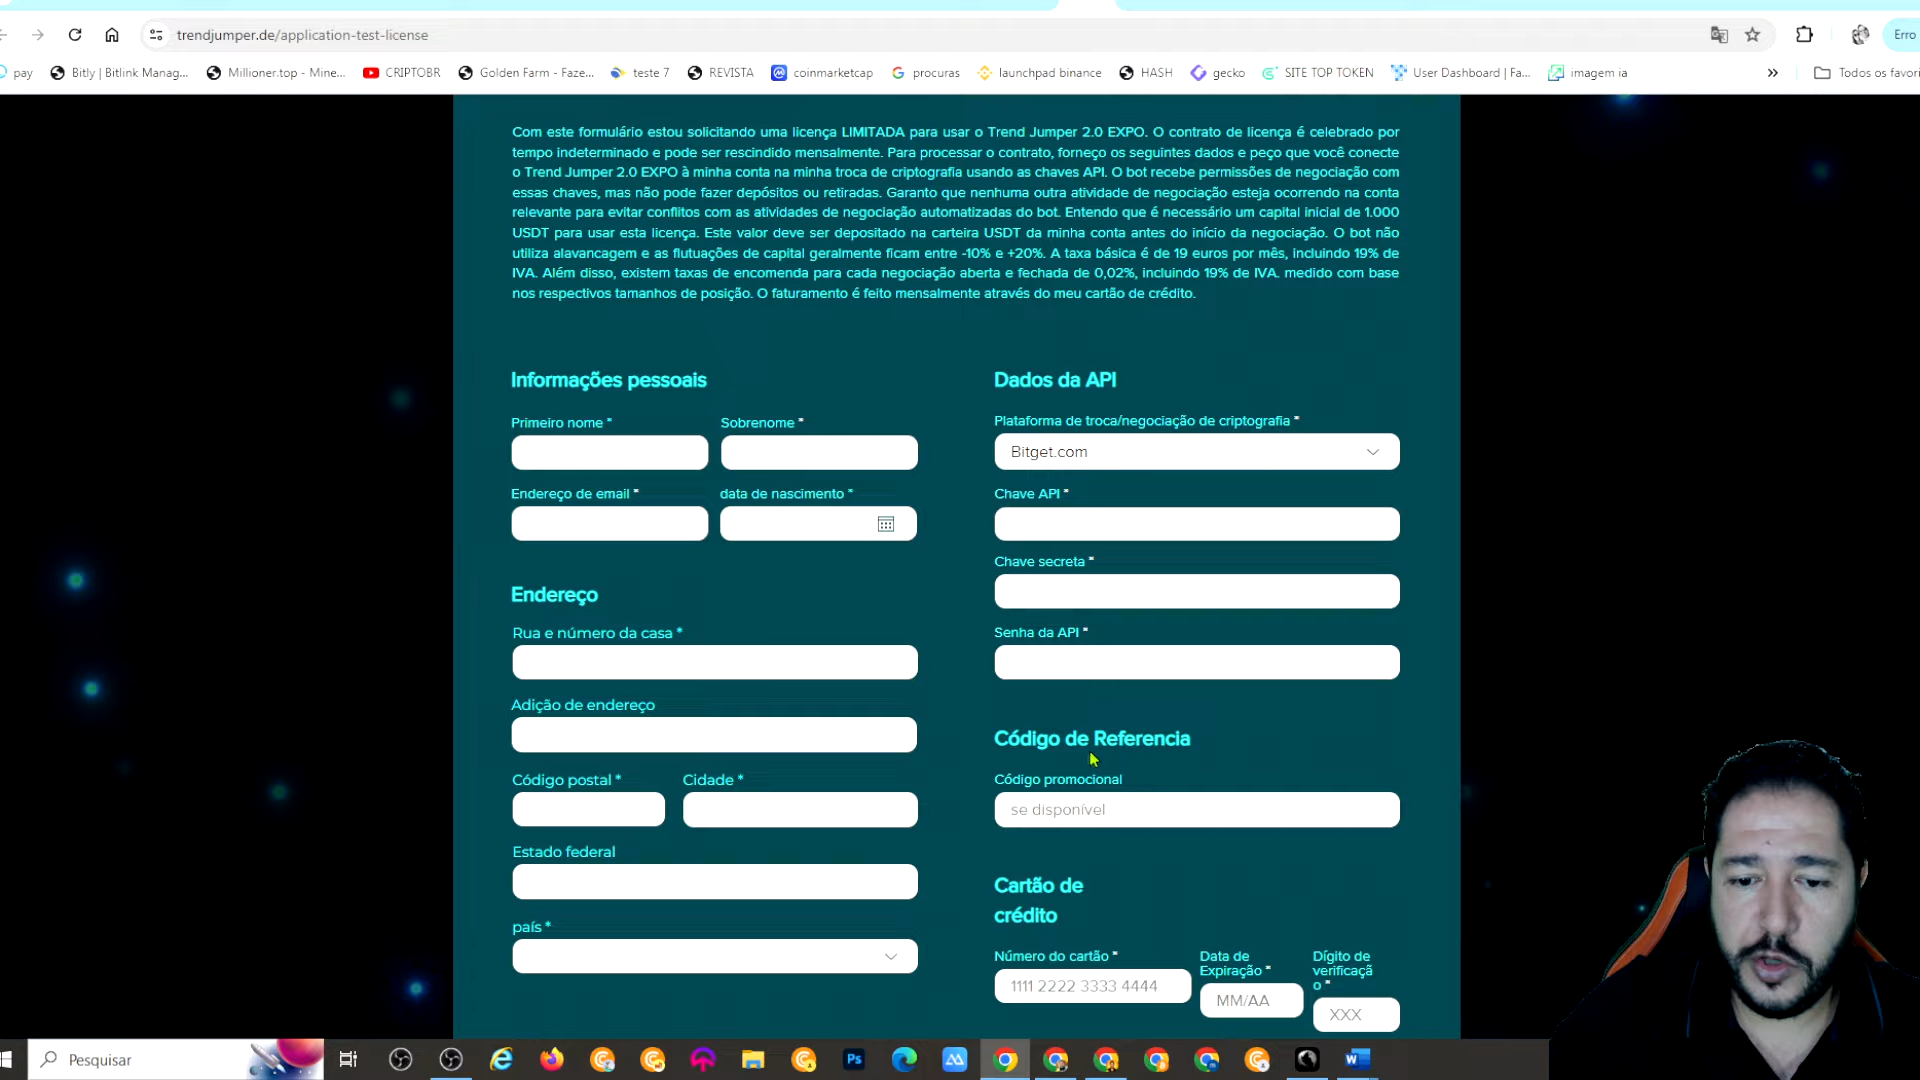 trendjumper.de/application-test-license
Erro
pay
Bitly | Bitlink Manag...
Millioner.top - Mine...
CRIPTOBR
Golden Farm - Faze...
teste 7
REVISTA
coinmarketcap
procuras
launchpad binance
HASH
gecko
SITE TOP TOKEN
User Dashboard | Fa...
imagem ia
Todos os favori
Com este formulário estou solicitando uma licença LIMITADA para usar o Trend Jumper 2.0 EXPO. O contrato de licença é celebrado por
tempo indeterminado e pode ser rescindido mensalmente. Para processar o contrato, forneço os seguintes dados e peço que você conecte
o Trend Jumper 2.0 EXPO à minha conta na minha troca de criptografia usando as chaves API. O bot recebe permissões de negociação com
essas chaves, mas não pode fazer depósitos ou retiradas. Garanto que nenhuma outra atividade de negociação esteja ocorrendo na conta
relevante para evitar conflitos com as atividades de negociação automatizadas do bot. Entendo que é necessário um capital inicial de 1.000
USDT para usar esta licença. Este valor deve ser depositado na carteira USDT da minha conta antes do início da negociação. O bot não
utiliza alavancagem e as flutuações de capital geralmente ficam entre -10% e +20%. A taxa básica é de 19 euros por mês, incluindo 19% de
IVA. Além disso, existem taxas de encomenda para cada negociação aberta e fechada de 0,02%, incluindo 19% de IVA. medido com base
nos respectivos tamanhos de posição. O faturamento é feito mensalmente através do meu cartão de crédito.
Informações pessoais
Primeiro nome *
Sobrenome *
Endereço de email *
data de nascimento *
Endereço
Rua e número da casa *
Adição de endereço
Código postal *
Cidade *
Estado federal
país *
Dados da API
Plataforma de troca/negociação de criptografia *
Bitget.com
Chave API *
Chave secreta *
Senha da API *
Código de Referencia
Código promocional
se disponível
Cartão de
crédito
Número do cartão *
1111 2222 3333 4444
Data de
Expiração *
MM/AA
Dígito de
verificaçã
o *
XXX
Pesquisar